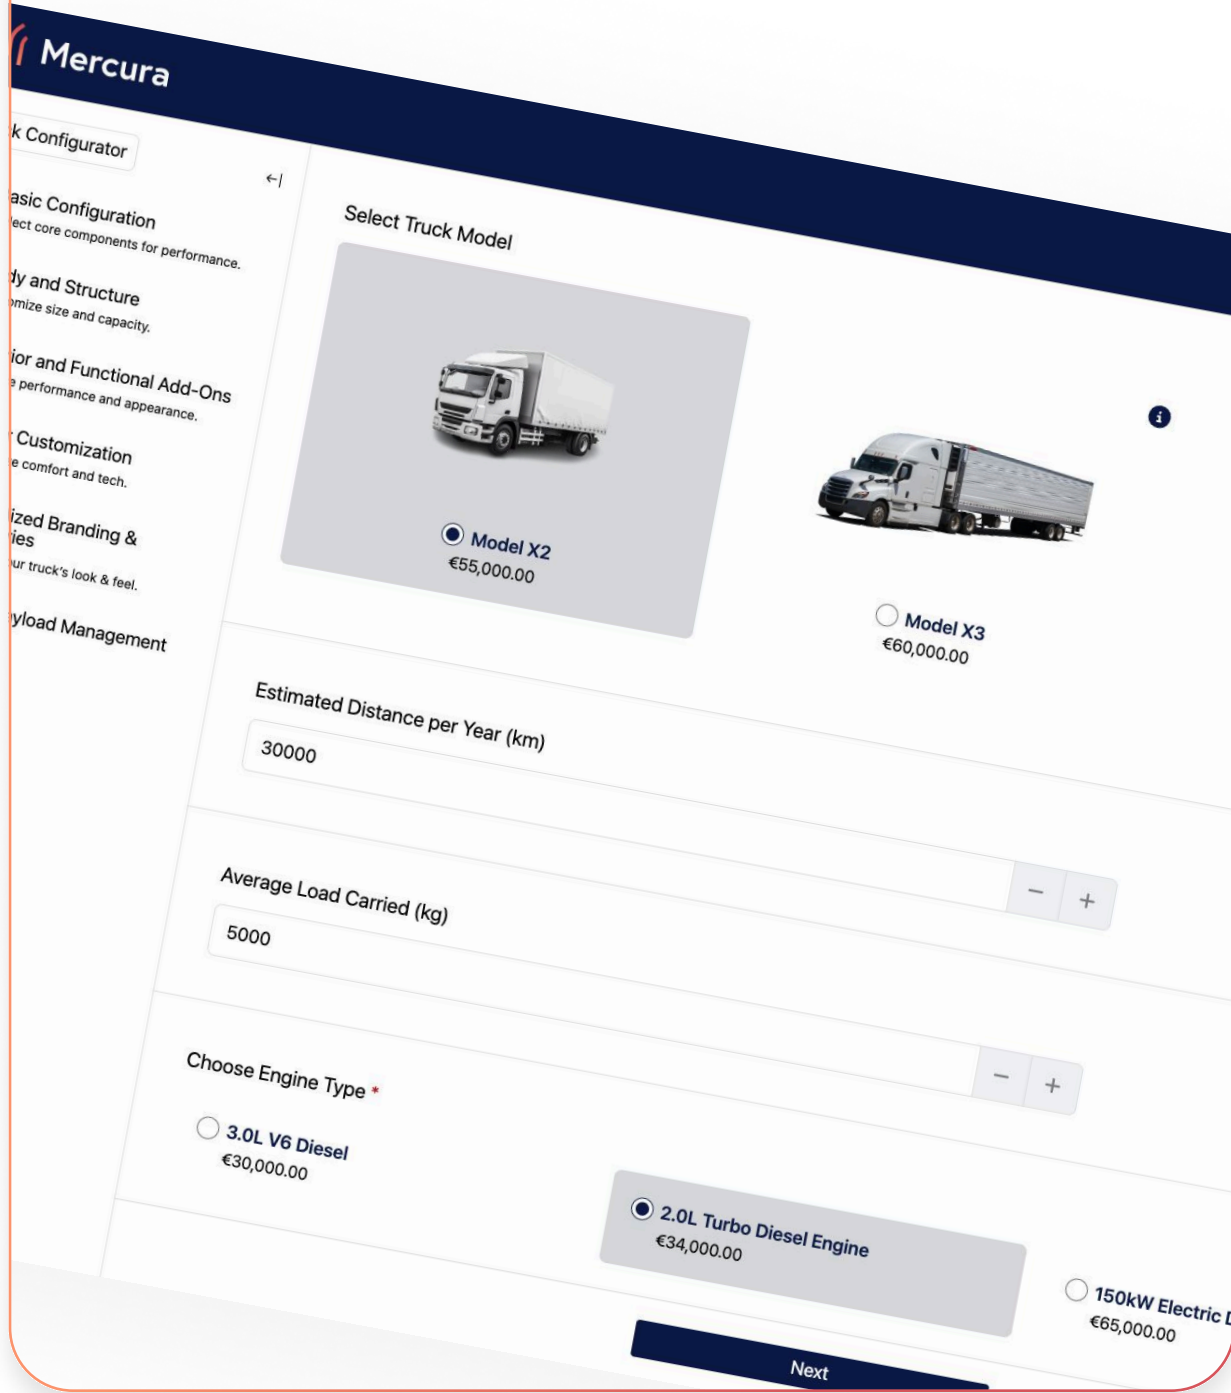 Mercura
k Configurator
asic Configuration
ect core components for performance.
dy and Structure
omize size and capacity.
ior and Functional Add-Ons
e performance and appearance.
Customization
e comfort and tech.
ized Branding &
ies
ur truck's look & feel.
yload Management
Select Truck Model
Model X2
€55,000.00
Model X3
€60,000.00
Estimated Distance per Year (km)
30000
− +
Average Load Carried (kg)
5000
− +
Choose Engine Type *
3.0L V6 Diesel
€30,000.00
2.0L Turbo Diesel Engine
€34,000.00
150kW Electric D
€65,000.00
Next